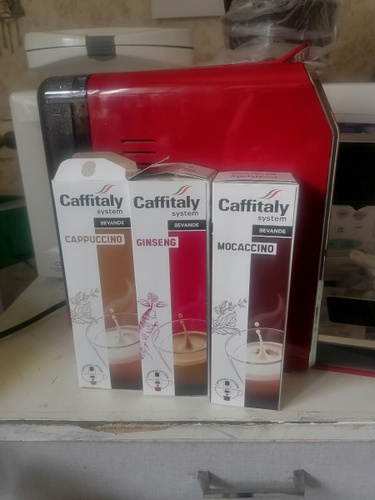 Caffitaly
system
BEVANDE
CAPPUCCINO
Caffitaly
system
BEVANDE
GINSENG
Caffitaly
system
BEVANDE
MOCACCINO